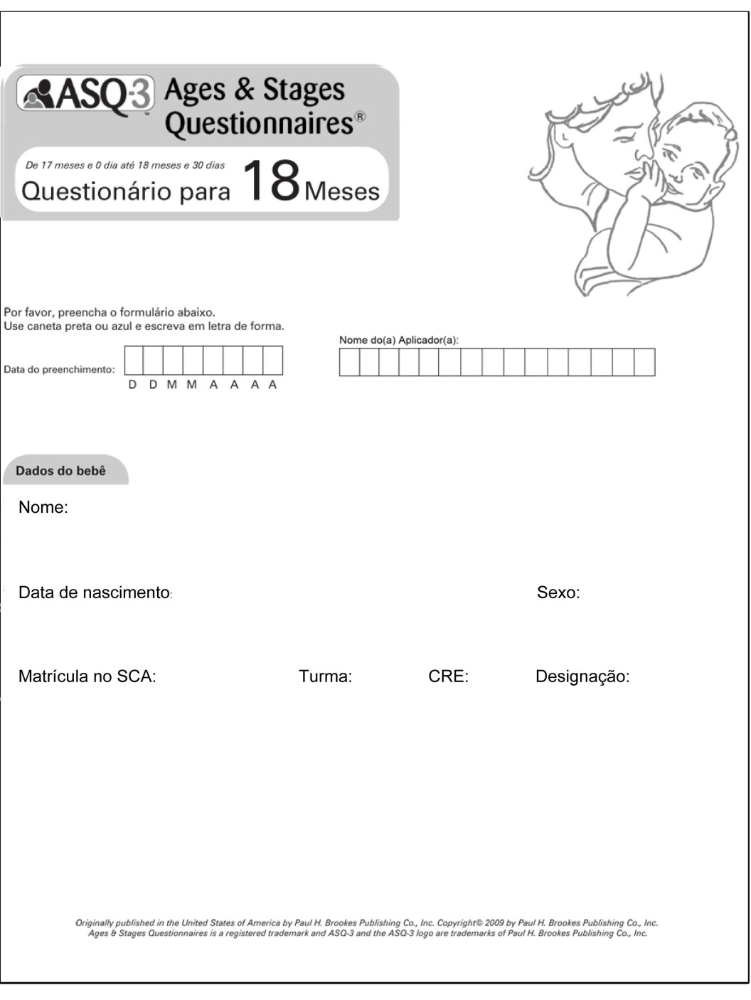 ASQ-3™ Ages & Stages
Questionnaires®
De 17 meses e 0 dia até 18 meses e 30 dias
Questionário para 18 Meses
Por favor, preencha o formulário abaixo.
Use caneta preta ou azul e escreva em letra de forma.
Nome do(a) Aplicador(a):
Data do preenchimento:
D D M M A A A A
Dados do bebê
Nome:
Data de nascimento: Sexo:
Matrícula no SCA: Turma: CRE: Designação:
Originally published in the United States of America by Paul H. Brookes Publishing Co., Inc. Copyright© 2009 by Paul H. Brookes Publishing Co., Inc.
Ages & Stages Questionnaires is a registered trademark and ASQ-3 and the ASQ-3 logo are trademarks of Paul H. Brookes Publishing Co., Inc.